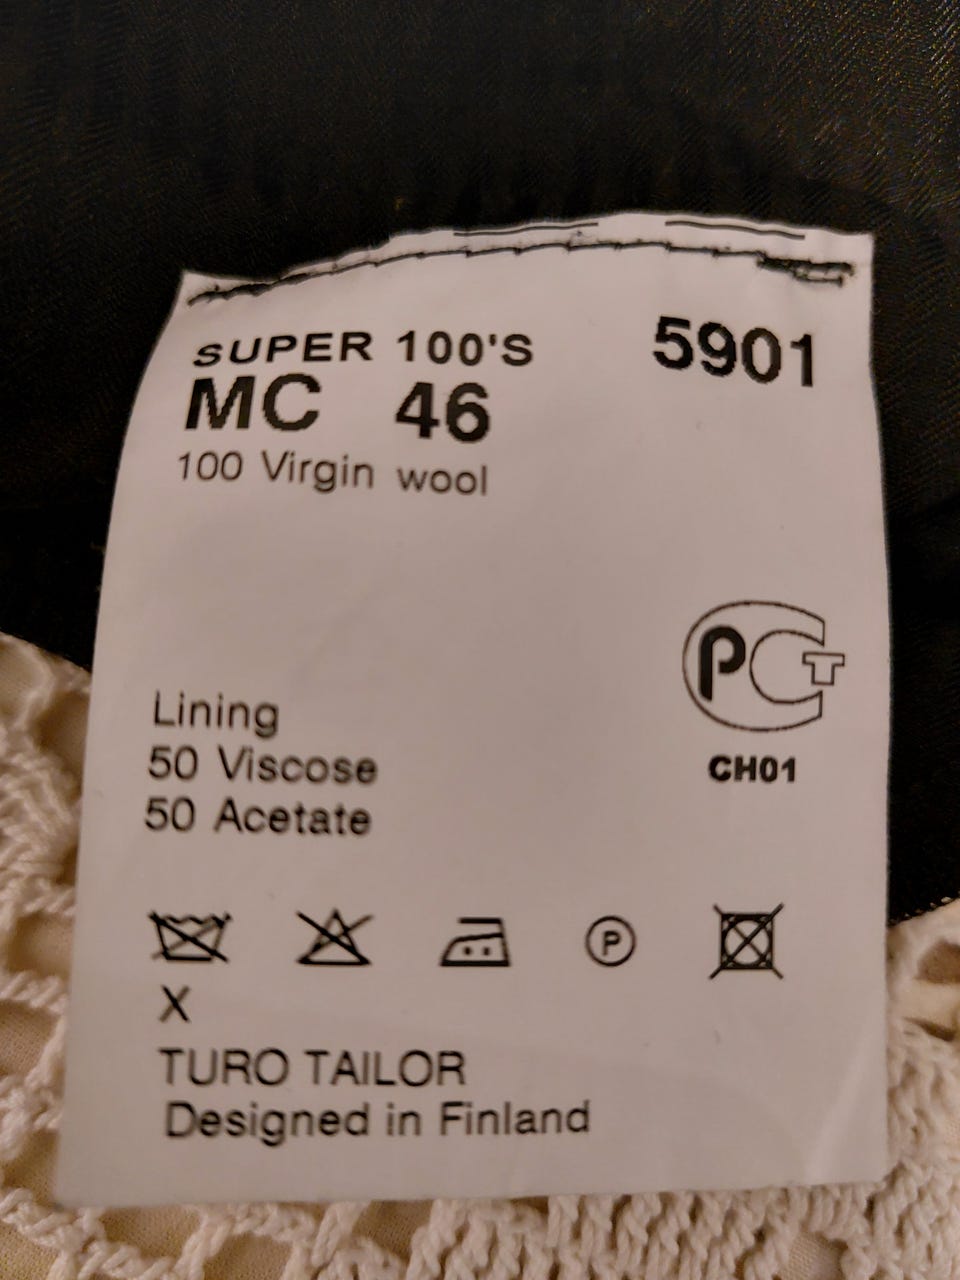 SUPER 100'S 5901
MC 46
100 Virgin wool
PCT
CH01
Lining
50 Viscose
50 Acetate
P
X
TURO TAILOR
Designed in Finland